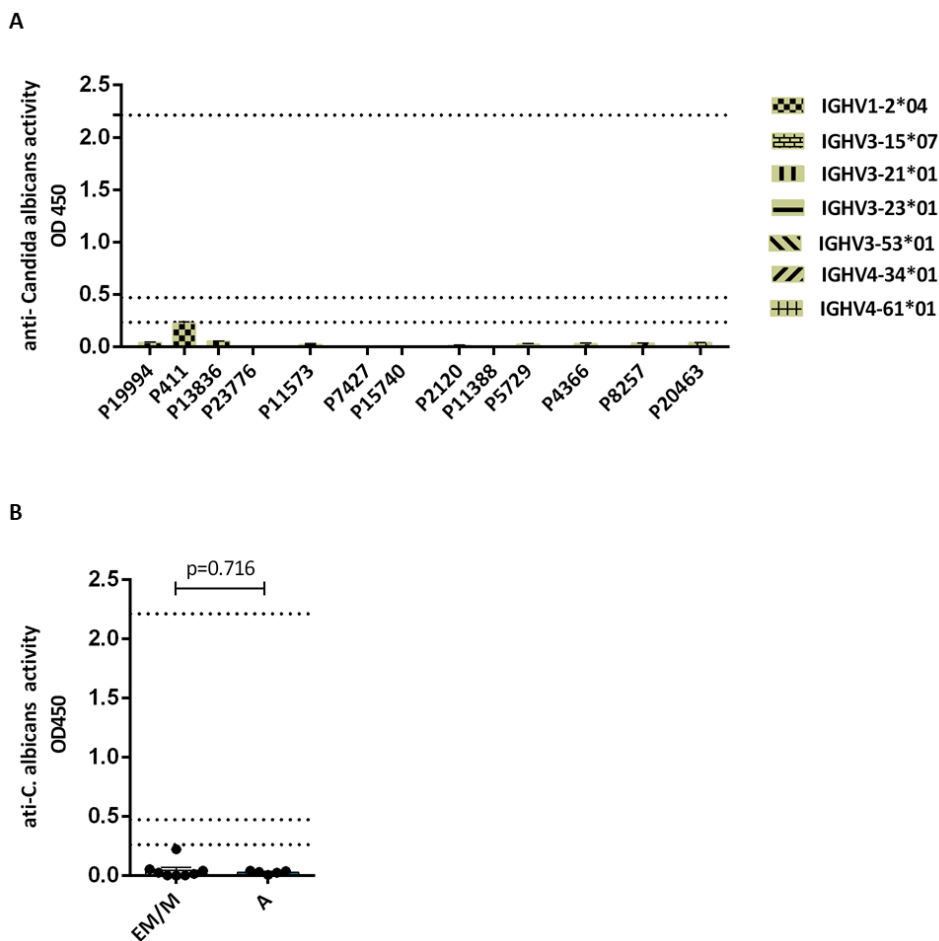 A
anti- Candida albicans activity
OD 450
2.5
2.0
1.5
1.0
0.5
0.0
P19994
P411
P13836
P23776
P11573
P7427
P15740
P2120
P11388
P5729
P4366
P8257
P20463
IGHV1-2*04
IGHV3-15*07
IGHV3-21*01
IGHV3-23*01
IGHV3-53*01
IGHV4-34*01
IGHV4-61*01
B
ati-C. albicans activity
OD450
p=0.716
2.5
2.0
1.5
1.0
0.5
0.0
EM/M
A